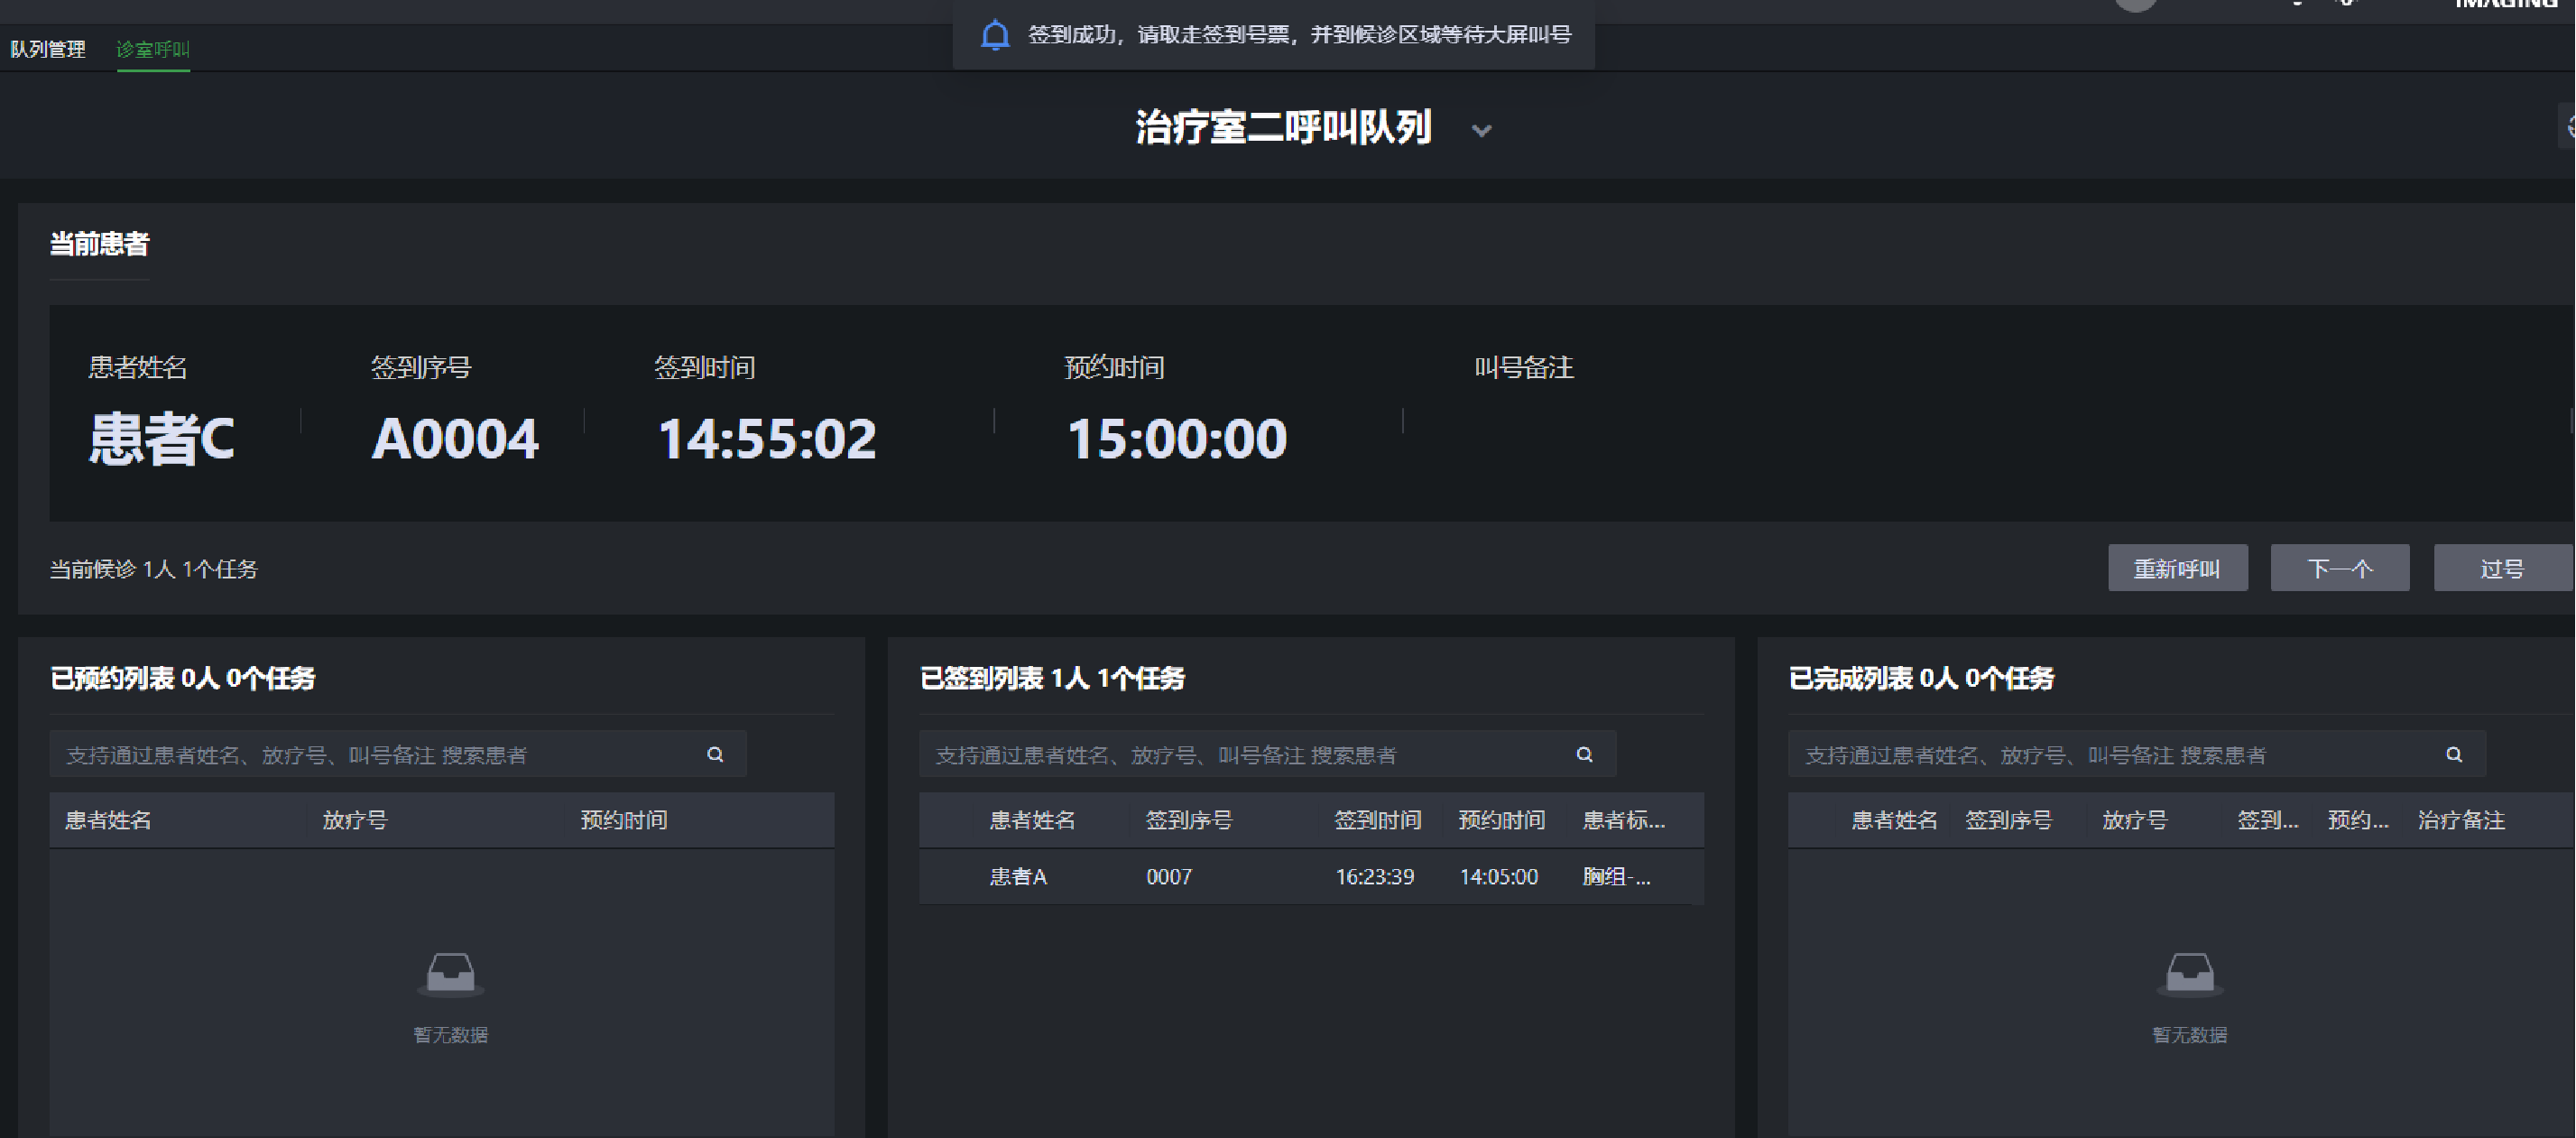 签到成功，请取走签到号票，并到候诊区域等待大屏叫号
队列管理 诊室呼叫
治疗室二呼叫队列
当前患者
患者姓名 签到序号 签到时间 预约时间 叫号备注
患者C A0004 14:55:02 15:00:00
当前候诊 1人 1个任务 重新呼叫 下一个 过号
已预约列表 0人 0个任务
支持通过患者姓名、放疗号、叫号备注 搜索患者
患者姓名 放疗号 预约时间
暂无数据
已签到列表 1人 1个任务
支持通过患者姓名、放疗号、叫号备注 搜索患者
患者姓名 签到序号 签到时间 预约时间 患者标...
患者A 0007 16:23:39 14:05:00 胸组-...
已完成列表 0人 0个任务
支持通过患者姓名、放疗号、叫号备注 搜索患者
患者姓名 签到序号 放疗号 签到... 预约... 治疗备注
暂无数据